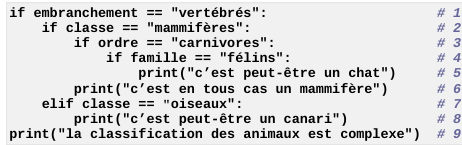 if embranchement == "vertébrés": # 1
    if classe == "mammifères": # 2
        if ordre == "carnivores": # 3
            if famille == "félins": # 4
                print("c’est peut-être un chat") # 5
        print("c’est en tous cas un mammifère") # 6
    elif classe == "oiseaux": # 7
        print("c’est peut-être un canari") # 8
print("la classification des animaux est complexe") # 9